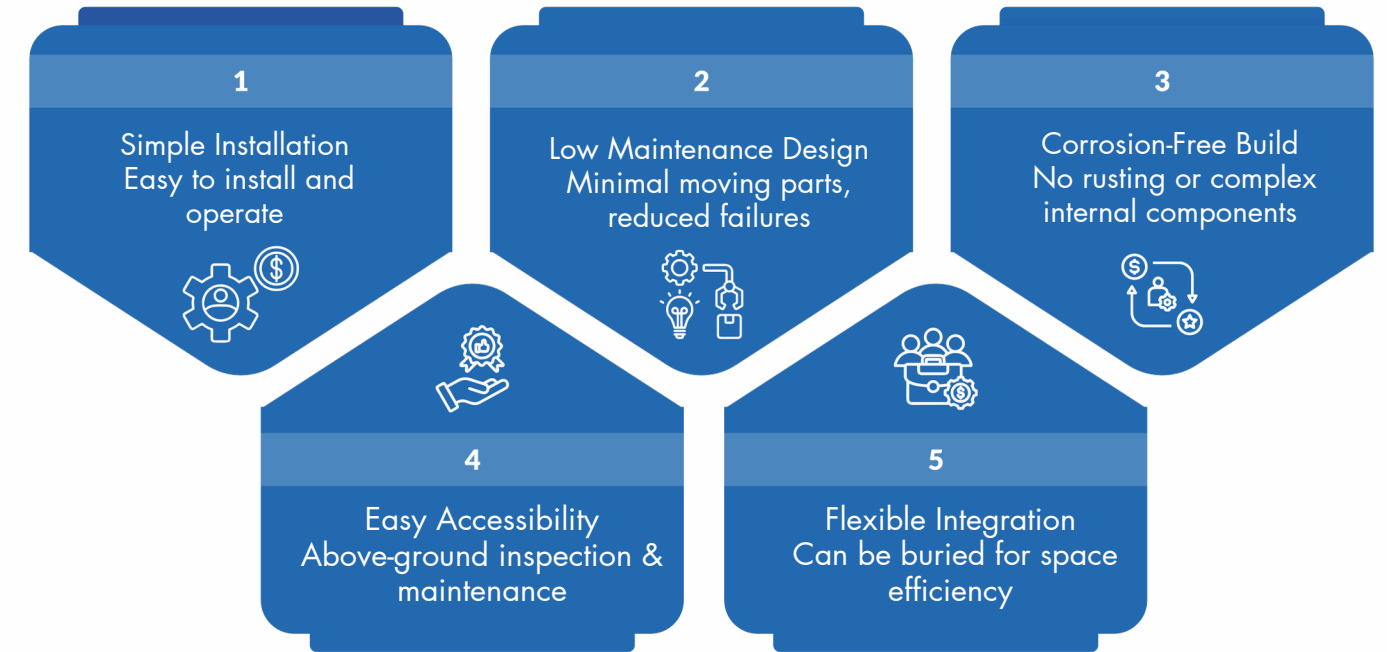 1
Simple Installation
Easy to install and
operate
2
Low Maintenance Design
Minimal moving parts,
reduced failures
3
Corrosion-Free Build
No rusting or complex
internal components
4
Easy Accessibility
Above-ground inspection &
maintenance
5
Flexible Integration
Can be buried for space
efficiency